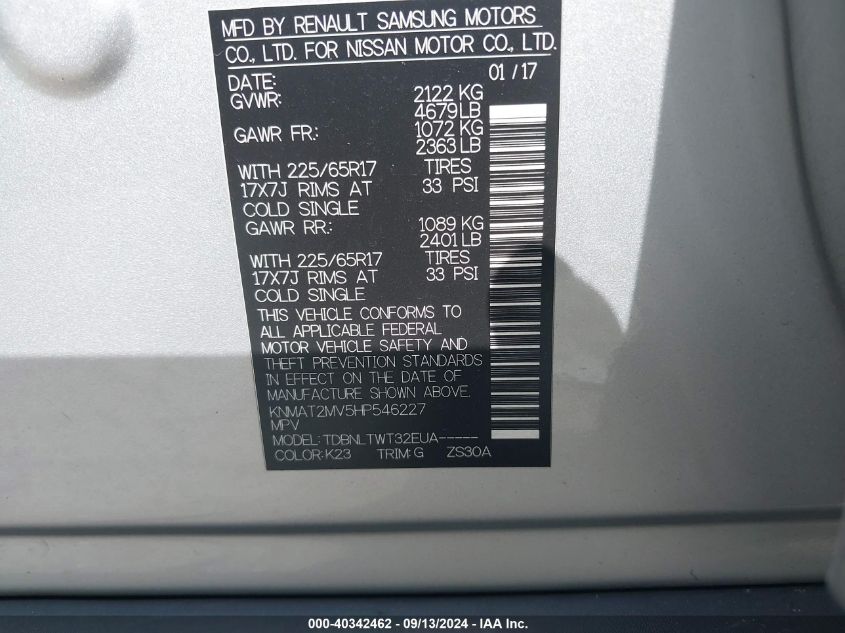 MFD BY RENAULT SAMSUNG MOTORS
CO., LTD. FOR NISSAN MOTOR CO., LTD.
DATE: 01/17
GVWR: 2122 KG
4679 LB
GAWR FR.: 1072 KG
2363 LB
WITH 225/65R17 TIRES
17X7J RIMS AT 33 PSI
COLD SINGLE
GAWR RR.: 1089 KG
2401 LB
WITH 225/65R17 TIRES
17X7J RIMS AT 33 PSI
COLD SINGLE
THIS VEHICLE CONFORMS TO
ALL APPLICABLE FEDERAL
MOTOR VEHICLE SAFETY AND
THEFT PREVENTION STANDARDS
IN EFFECT ON THE DATE OF
MANUFACTURE SHOWN ABOVE.
KNMAT2MV5HP546227
MPV
MODEL: TDBNLTWT32EUA-----
COLOR: K23 TRIM: G ZS30A
000-40342462 - 09/13/2024 - IAA Inc.